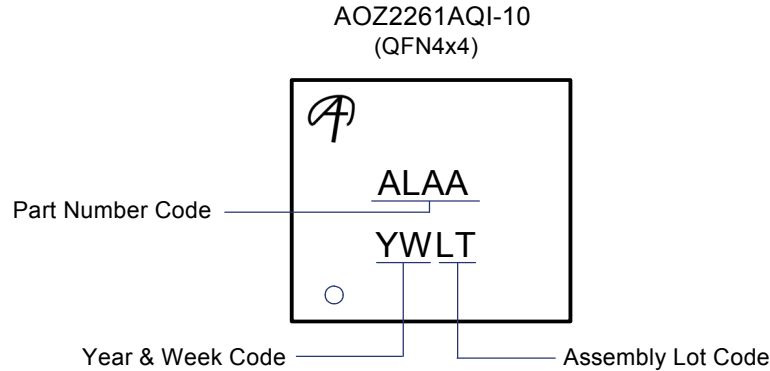 AOZ2261AQI-10
(QFN4x4)
ALAA
Part Number Code
YWLT
Year & Week Code
Assembly Lot Code